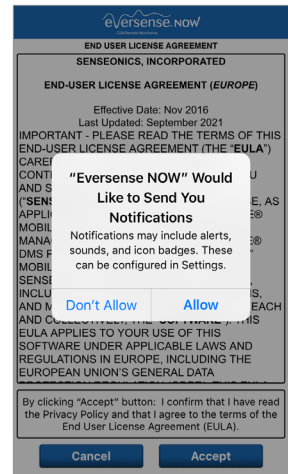 eversense. NOW
CGM Remote Monitoring
END USER LICENSE AGREEMENT
SENSEONICS, INCORPORATED
END-USER LICENSE AGREEMENT (EUROPE)
Effective Date: Nov 2016
Last Updated: September 2021
IMPORTANT - PLEASE READ THE TERMS OF THIS
END-USER LICENSE AGREEMENT (THE "EULA")
“Eversense NOW” Would
Like to Send You
Notifications
Notifications may include alerts,
sounds, and icon badges. These
can be configured in Settings.
Don’t Allow Allow
EULA APPLIES TO YOUR USE OF THIS
SOFTWARE UNDER APPLICABLE LAWS AND
REGULATIONS IN EUROPE, INCLUDING THE
EUROPEAN UNION'S GENERAL DATA
By clicking "Accept" button: I confirm that I have read
the Privacy Policy and that I agree to the terms of the
End User License Agreement (EULA).
Cancel Accept